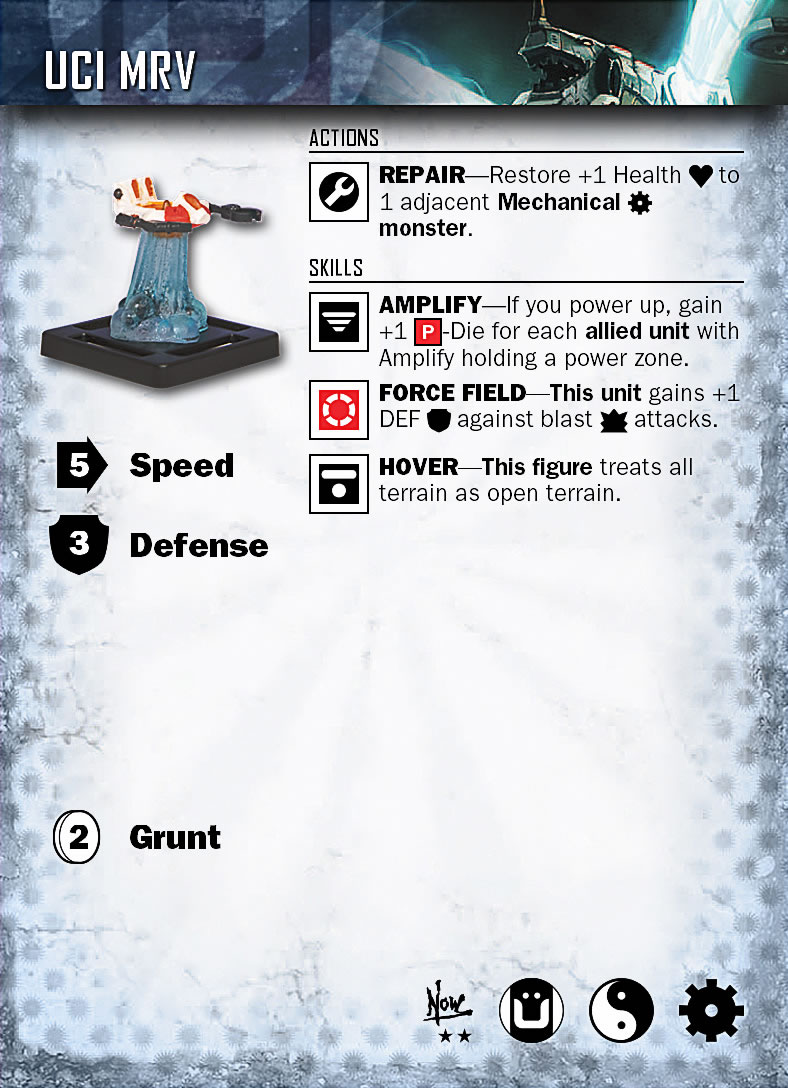 UCI MRV
ACTIONS
REPAIR—Restore +1 Health to
1 adjacent Mechanical
monster.
SKILLS
AMPLIFY—If you power up, gain
+1 P-Die for each allied unit with
Amplify holding a power zone.
FORCE FIELD—This unit gains +1
DEF against blast attacks.
HOVER—This figure treats all
terrain as open terrain.
5 Speed
3 Defense
2 Grunt
Now